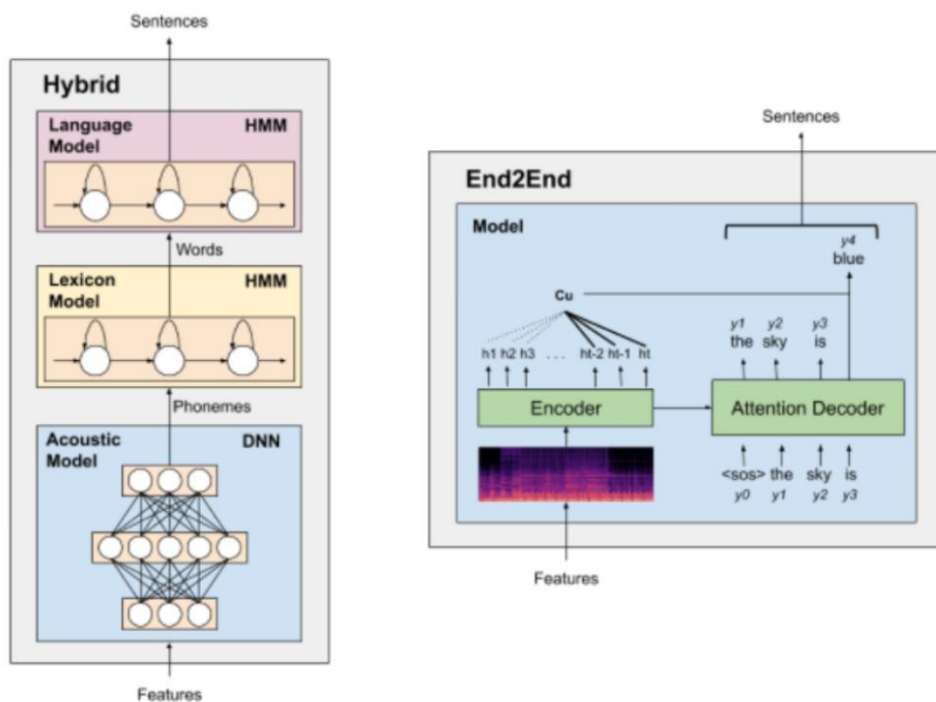 Sentences
Hybrid
Language HMM
Model
Words
Lexicon HMM
Model
Phonemes
Acoustic DNN
Model
Features
Sentences
End2End
Model
y4
blue
Cu
y1 y2 y3
the sky is
h1 h2 h3 . . . ht-2 ht-1 ht
Encoder
Attention Decoder
<sos> the sky is
y0 y1 y2 y3
Features